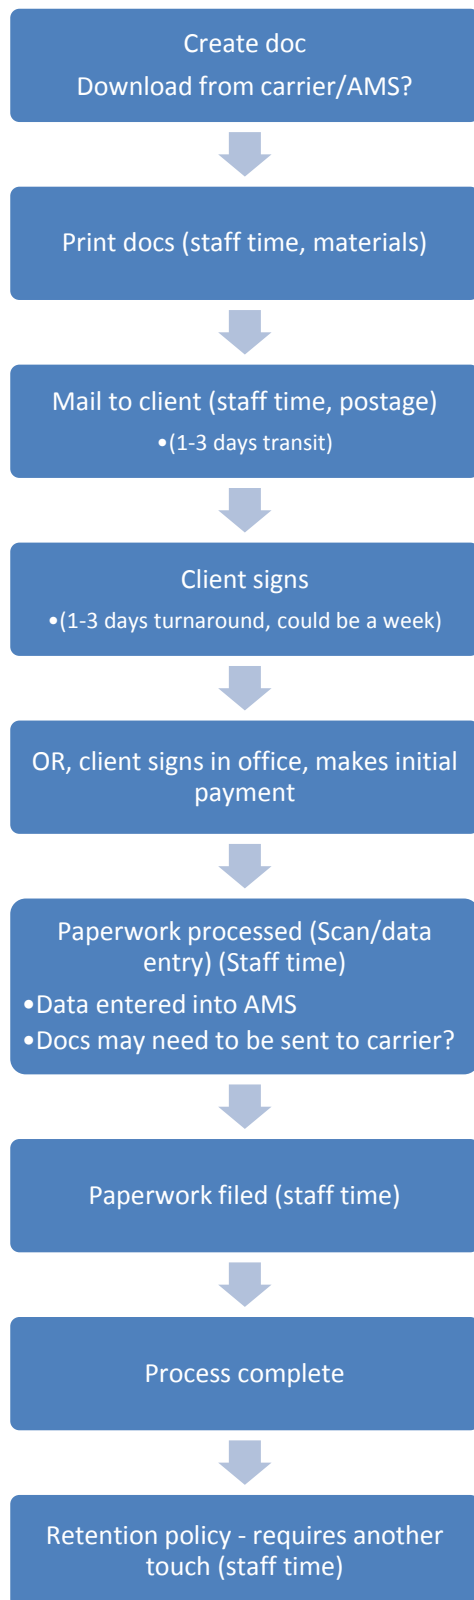 Create doc
Download from carrier/AMS?
Print docs (staff time, materials)
Mail to client (staff time, postage)
•(1-3 days transit)
Client signs
•(1-3 days turnaround, could be a week)
OR, client signs in office, makes initial
payment
Paperwork processed (Scan/data
entry) (Staff time)
•Data entered into AMS
•Docs may need to be sent to carrier?
Paperwork filed (staff time)
Process complete
Retention policy - requires another
touch (staff time)